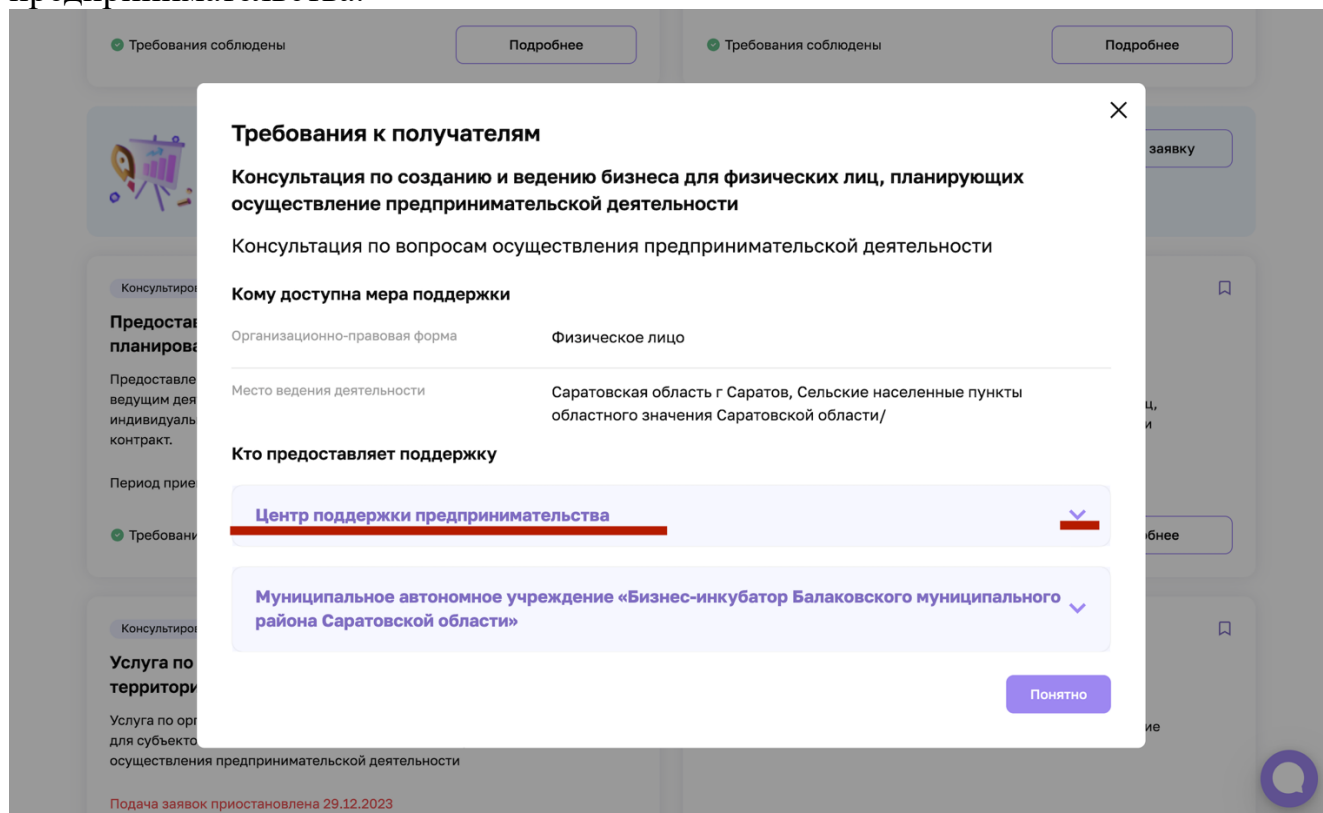 предпринимательства.
Требования соблюдены
Подробнее
Требования соблюдены
Подробнее
Требования к получателям
Консультация по созданию и ведению бизнеса для физических лиц, планирующих
осуществление предпринимательской деятельности
Консультация по вопросам осуществления предпринимательской деятельности
Кому доступна мера поддержки
Организационно-правовая форма
Физическое лицо
Место ведения деятельности
Саратовская область г Саратов, Сельские населенные пункты
областного значения Саратовской области/
Кто предоставляет поддержку
Центр поддержки предпринимательства
Муниципальное автономное учреждение «Бизнес-инкубатор Балаковского муниципального
района Саратовской области»
Понятно
заявку
Консультиров
Предостав
планирова
Предоставле
ведущим дея
индивидуаль
контракт.
Период прие
Требовани
ц,
и
бнее
Консультиров
Услуга по
территори
Услуга по орг
для субъекто
осуществления предпринимательской деятельности
Подача заявок приостановлена 29.12.2023
ие